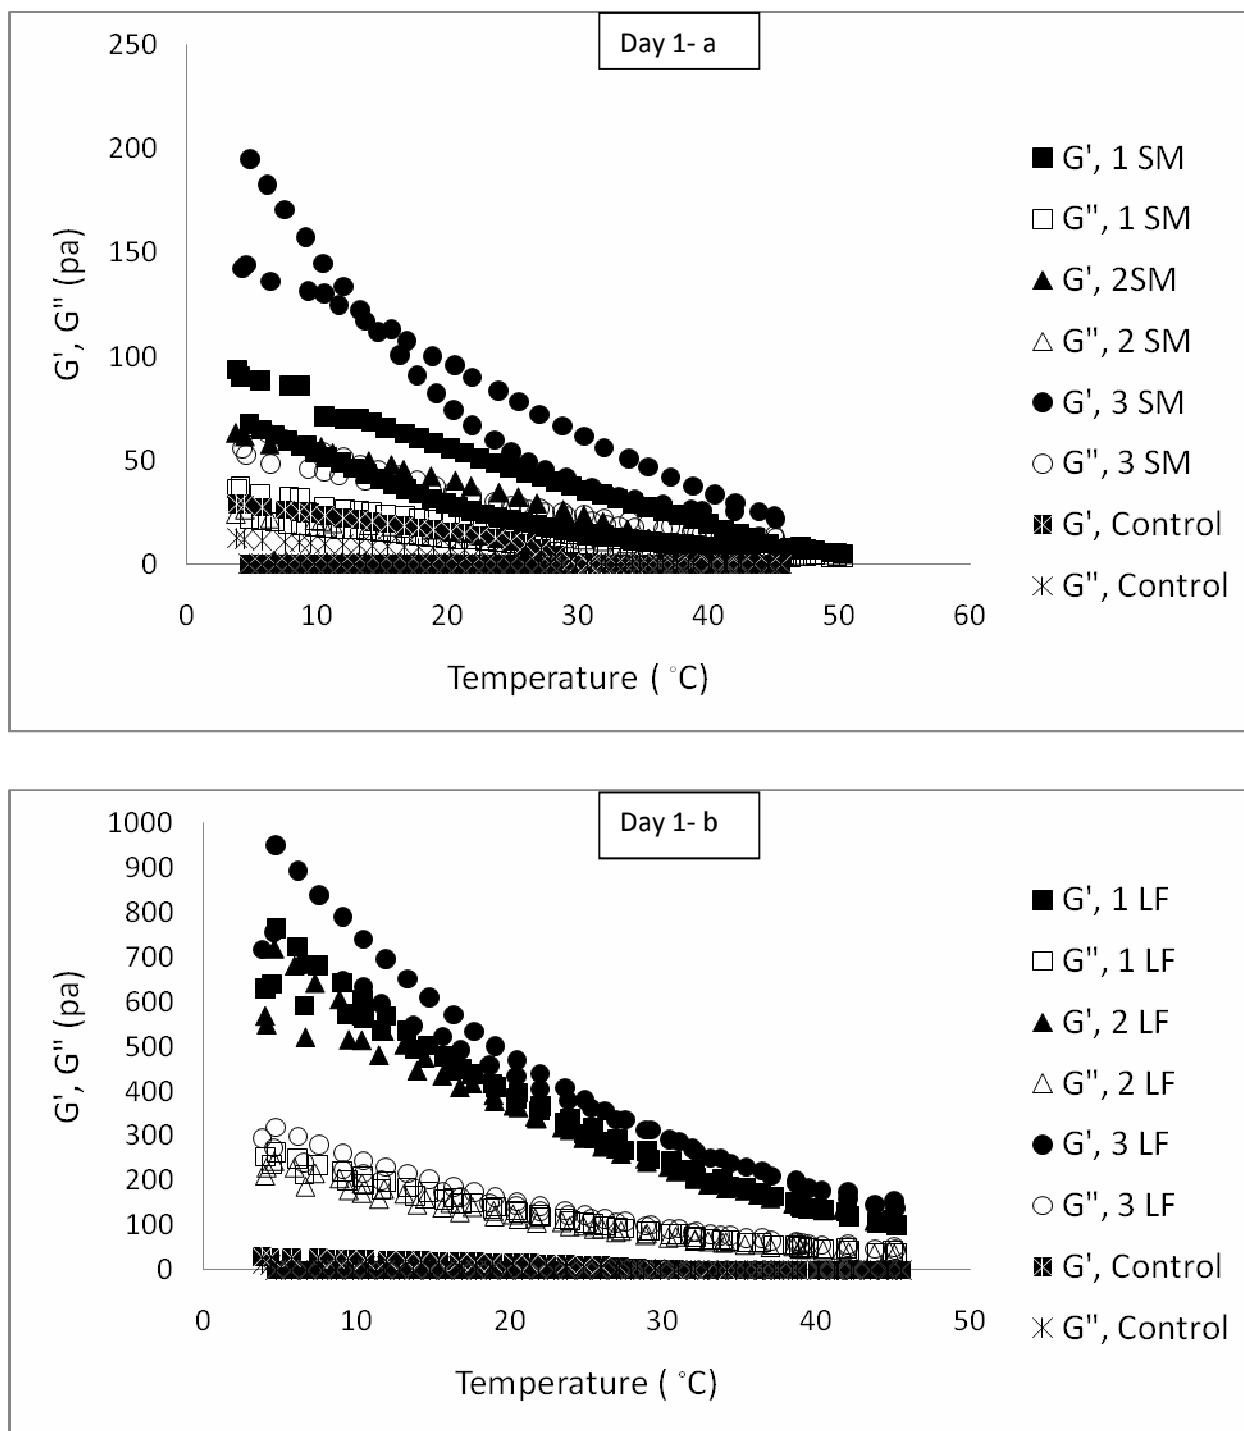 Day 1- a
250
200
150
100
50
0
G', G" (pa)
0 10 20 30 40 50 60
Temperature ( °C)
G', 1 SM
G", 1 SM
G', 2SM
G", 2 SM
G', 3 SM
G", 3 SM
G', Control
G", Control
Day 1- b
1000
900
800
700
600
500
400
300
200
100
0
G', G" (pa)
0 10 20 30 40 50
Temperature ( °C)
G', 1 LF
G", 1 LF
G', 2 LF
G", 2 LF
G', 3 LF
G", 3 LF
G', Control
G", Control